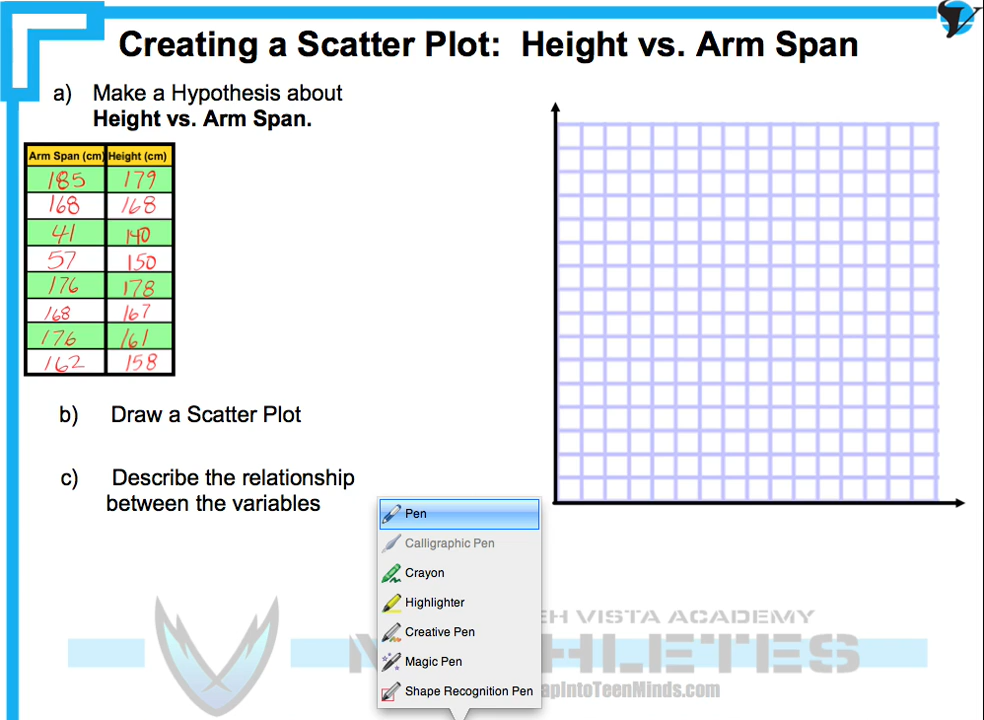 Creating a Scatter Plot: Height vs. Arm Span
a) Make a Hypothesis about
Height vs. Arm Span.
Arm Span (cm) Height (cm)
185 179
168 168
41 140
57 150
176 178
168 167
176 161
162 158
b) Draw a Scatter Plot
c) Describe the relationship
between the variables
Pen
Calligraphic Pen
Crayon
Highlighter
Creative Pen
Magic Pen
Shape Recognition Pen
VISTA ACADEMY
HLETES
TeenMinds.com